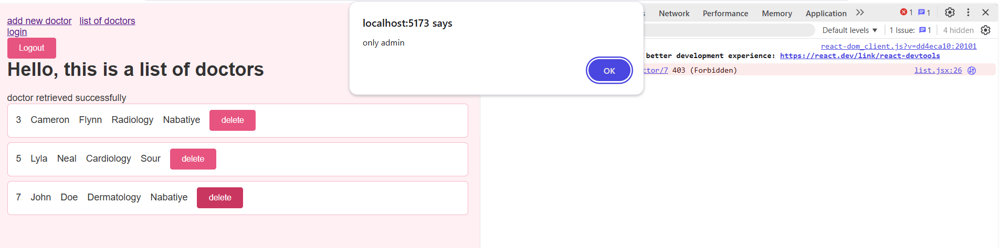 add new doctor list of doctors
login
Logout
Hello, this is a list of doctors
doctor retrieved successfully
3 Cameron Flynn Radiology Nabatiye delete
5 Lyla Neal Cardiology Sour delete
7 John Doe Dermatology Nabatiye delete
localhost:5173 says
only admin
OK
Network Performance Memory Application 1 1
Default levels ▼ 1 Issue: 1 4 hidden
react-dom_client.js?v=dd4eca10:20101
better development experience: https://react.dev/link/react-devtools
ctor/7 403 (Forbidden) list.jsx:26